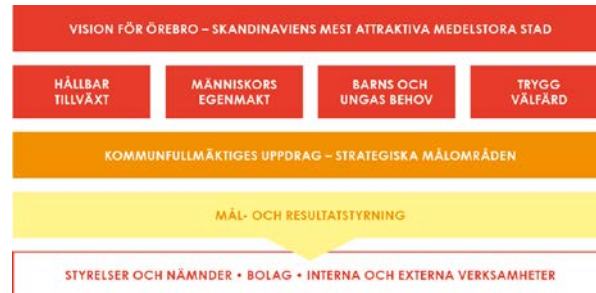 VISION FÖR ÖREBRO – SKANDINAVIENS MEST ATTRAKTIVA MEDELSTORA STAD
HÅLLBAR
TILLVÄXT
MÄNNISKORS
EGENMAKT
BARNS OCH
UNGAS BEHOV
TRYGG
VÄLFÄRD
KOMMUNFULLMÄKTIGES UPPDRAG – STRATEGISKA MÅLOMRÅDEN
MÅL- OCH RESULTATSTYRNING
STYRELSER OCH NÄMNDER • BOLAG • INTERNA OCH EXTERNA VERKSAMHETER